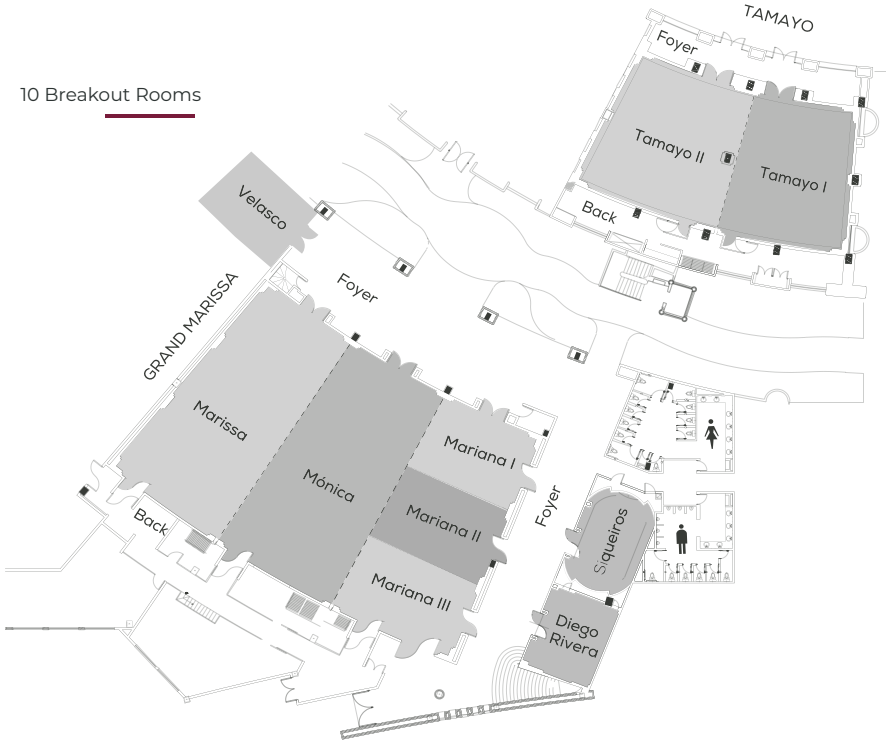 TAMAYO
Foyer
10 Breakout Rooms
Tamayo II
Tamayo I
Velasco
Back
Foyer
GRAND MARISSA
Marissa
Mariana I
Mónica
Foyer
Mariana II
Back
Siqueiros
Mariana III
Diego
Rivera